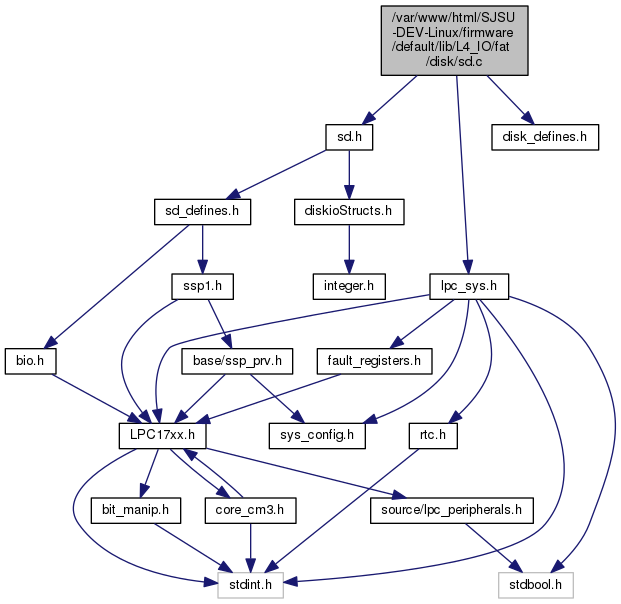 /var/www/html/SJSU
-DEV-Linux/firmware
/default/lib/L4_IO/fat
/disk/sd.c
sd.h
disk_defines.h
sd_defines.h
diskioStructs.h
ssp1.h
integer.h
lpc_sys.h
bio.h
base/ssp_prv.h
fault_registers.h
LPC17xx.h
sys_config.h
rtc.h
bit_manip.h
core_cm3.h
source/lpc_peripherals.h
stdint.h
stdbool.h